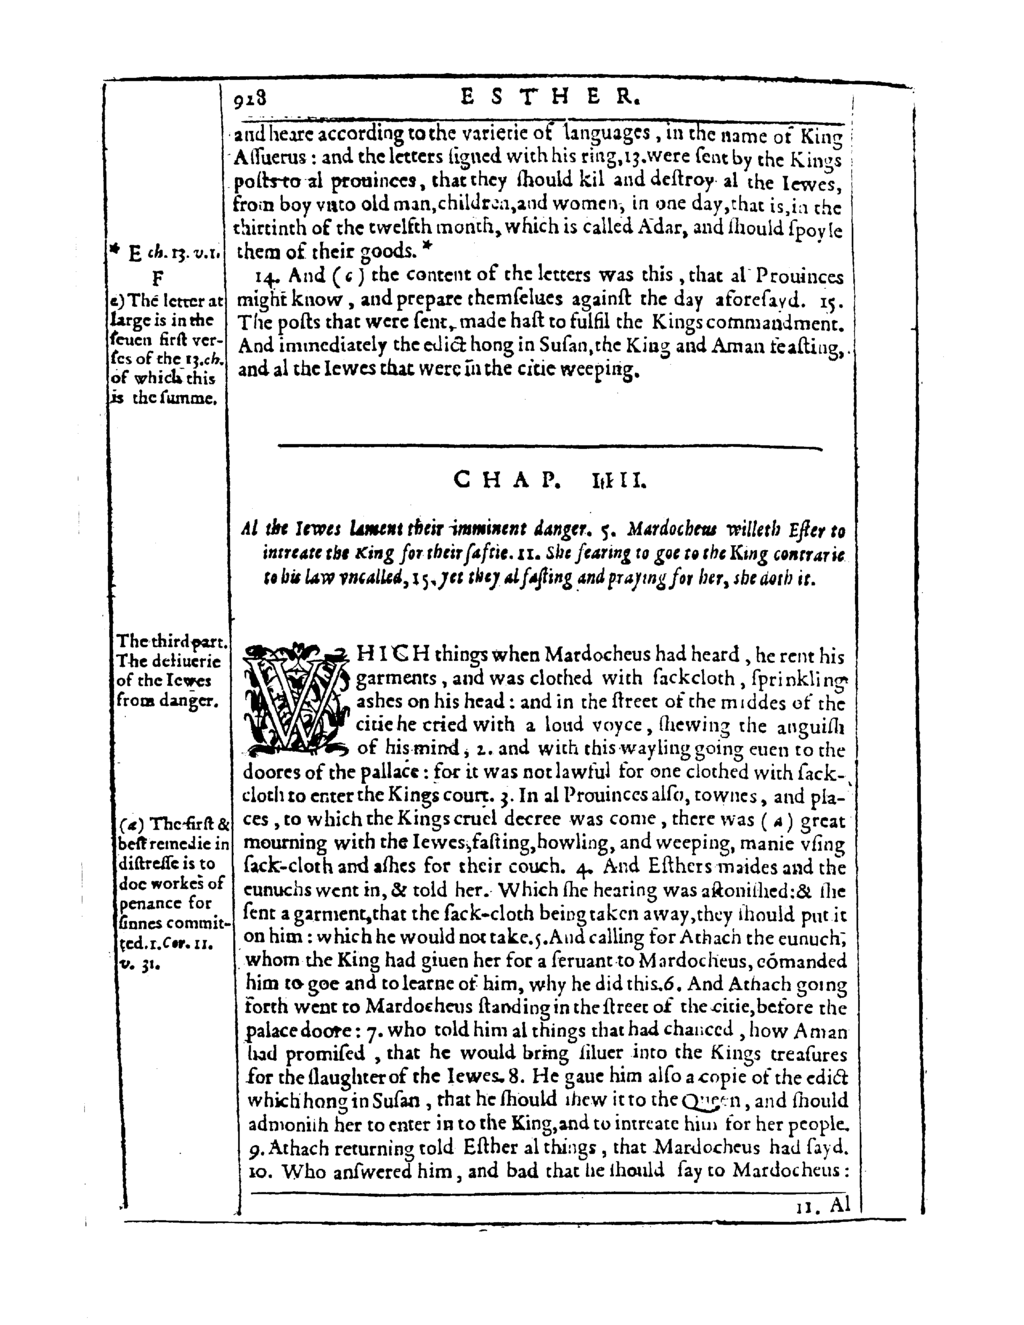 928
E S T H E R.
and heare according to the varietie of languages, in the name of King
Aſſuerus : and the letters ſigned with his ring,13.were ſent by the Kings
poſts to al prouinces, that they ſhould kil and deſtroy al the Iewes,
from boy vnto old man,children,and women, in one day,that is,in the
thirtinth of the twelfth month, which is called Adar, and ſhould ſpoyle
them of their goods. *
* E ch. 13. v.1.
F
14. And (c) the content of the letters was this, that al Prouinces
might know, and prepare themſelues againſt the day aforeſayd. 15.
The poſts that were ſent, made haſt to fulfil the Kings commandment.
And immediately the edict hong in Suſan,the King and Aman feaſting,
and al the Iewes that were in the citie weeping.
c) The letter at
large is in the
ſeuen firſt ver-
ſes of the 13.ch.
of which this
is the ſumme.
C H A P. IIII.
Al the Iewes lament their imminent danger. 5. Mardocheus willeth Eſter to
intreate the King for their ſaftie. 11. She fearing to goe to the King contrarie
to his law vncalled, 15, yet they al faſting and praying for her, she doth it.
The third part.
The deliuerie
of the Iewes
from danger.
WHICH things when Mardocheus had heard, he rent his
garments, and was clothed with ſackcloth, ſprinkling
ashes on his head : and in the ſtreet of the middes of the
citie he cried with a loud voyce, ſhewing the anguiſh
of his mind, 2. and with this wayling going euen to the
doores of the pallace : for it was not lawful for one clothed with ſack-
cloth to enter the Kings court. 3. In al Prouinces alſo, townes, and pla-
ces, to which the Kings cruel decree was come, there was (a) great
mourning with the Iewes,faſting,howling, and weeping, manie vſing
ſack-cloth and aſhes for their couch. 4. And Eſthers maides and the
eunuchs went in, & told her. Which ſhe hearing was aſtoniſhed:& ſhe
ſent a garment,that the ſack-cloth being taken away,they ſhould put it
on him : which he would not take.5.And calling for Athach the eunuch,
whom the King had giuen her for a ſeruant to Mardocheus, cõmanded
him to goe and to learne of him, why he did this.6. And Athach going
forth went to Mardocheus ſtanding in the ſtreet of the citie,before the
palace doore : 7. who told him al things that had chanced, how Aman
had promiſed, that he would bring ſiluer into the Kings treaſures
for the ſlaughter of the Iewes. 8. He gaue him alſo a copie of the edict
which hong in Suſan, that he ſhould shew it to the Queen, and ſhould
admoniſh her to enter in to the King,and to intreate him for her people.
9. Athach returning told Eſther al things, that Mardocheus had ſayd.
10. Who anſwered him, and bad that he ſhould ſay to Mardocheus :
(a) The firſt &
beſt remedie in
diſtreſſe is to
doe workes of
penance for
ſinnes commit-
ted.1.Cor. 11.
v. 31.
11. Al